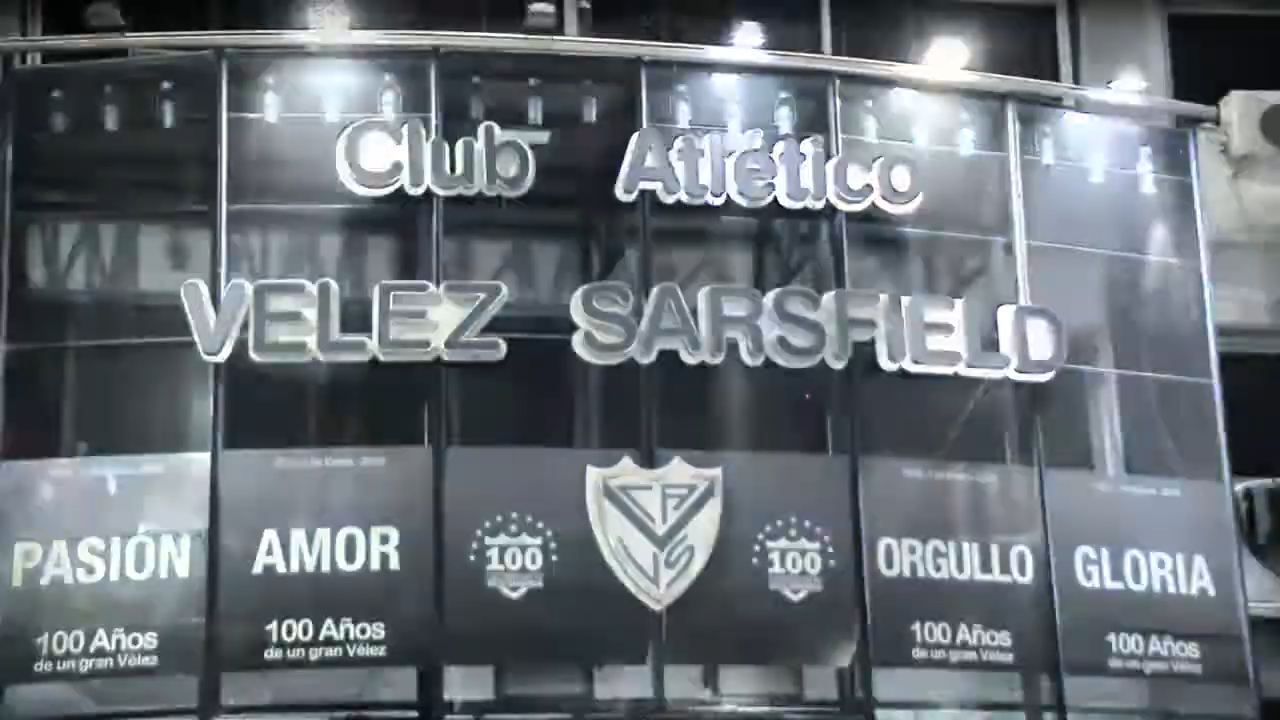 Club Atlético
VELEZ SARSFIELD
PASIÓN
100 Años
de un gran Vélez
AMOR
100 Años
de un gran Vélez
100
CAVS
100
ORGULLO
100 Años
de un gran Vélez
GLORIA
100 Años
de un gran Vélez